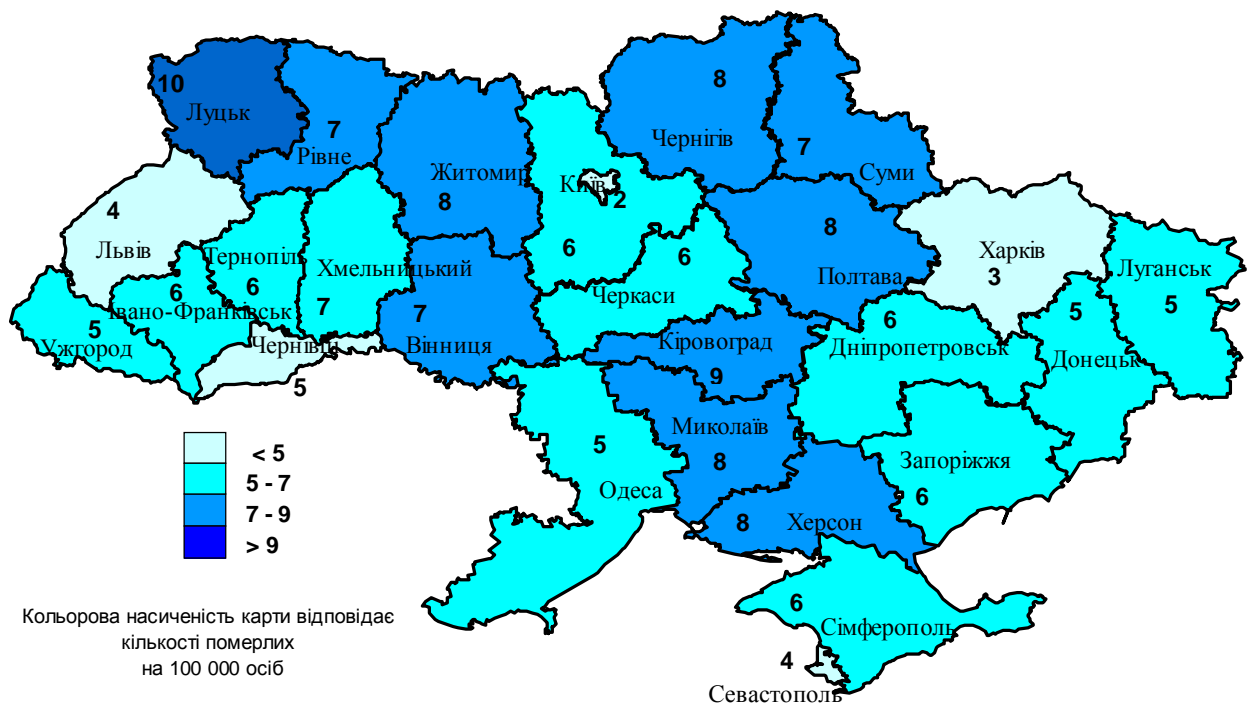 10
Луцьк
7
Рівне
Житомир
8
8
Чернігів
7
Суми
Київ
2
6
4
Львів
Тернопіль
6
Хмельницький
7
6
Івано-Франківськ
5
Ужгород
Чернівці
5
7
Вінниця
6
Черкаси
8
Полтава
Харків
3
Луганськ
5
5
Донецьк
6
Дніпропетровськ
Кіровоград
9
Миколаїв
8
5
Одеса
Запоріжжя
6
8
Херсон
6
Сімферополь
4
Севастополь
< 5
5 - 7
7 - 9
> 9
Кольорова насиченість карти відповідає
кількості померлих
на 100 000 осіб